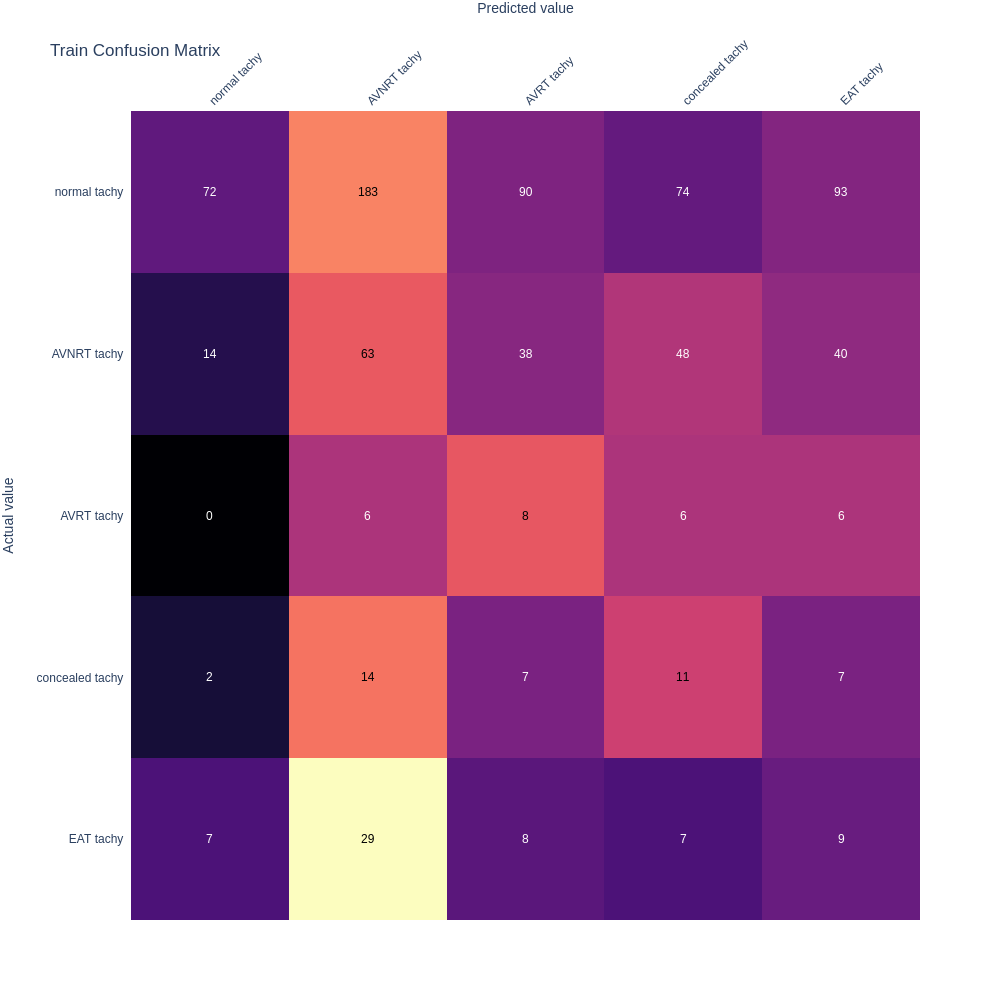 Predicted value
Train Confusion Matrix
normal tachy AVNRT tachy AVRT tachy concealed tachy EAT tachy
normal tachy 72 183 90 74 93
AVNRT tachy 14 63 38 48 40
AVRT tachy 0 6 8 6 6
Actual value
concealed tachy 2 14 7 11 7
EAT tachy 7 29 8 7 9